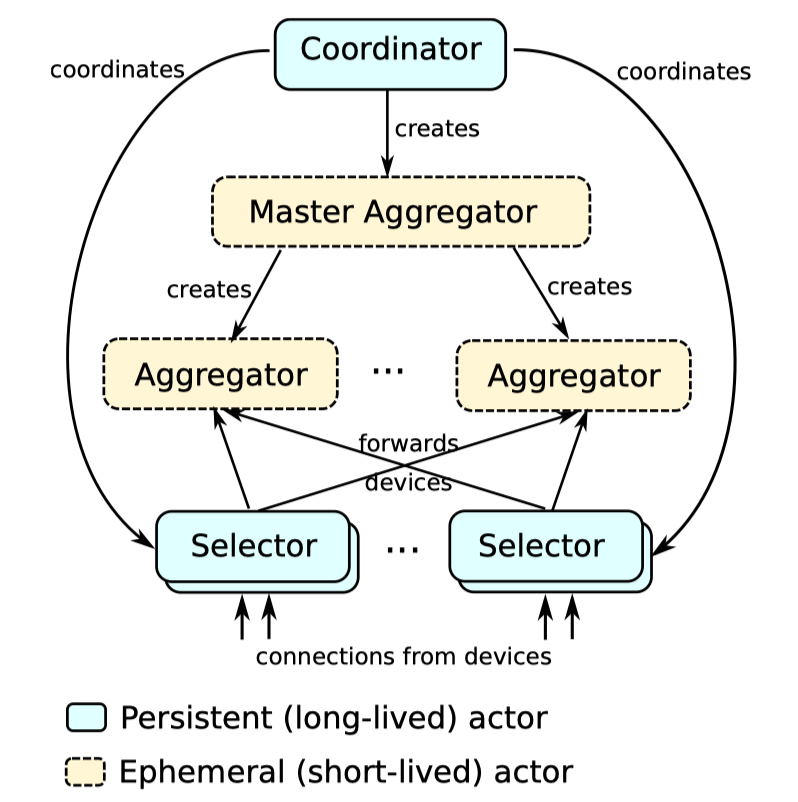 Coordinator
coordinates
coordinates
creates
Master Aggregator
creates
creates
Aggregator
...
Aggregator
forwards
devices
Selector
...
Selector
connections from devices
Persistent (long-lived) actor
Ephemeral (short-lived) actor